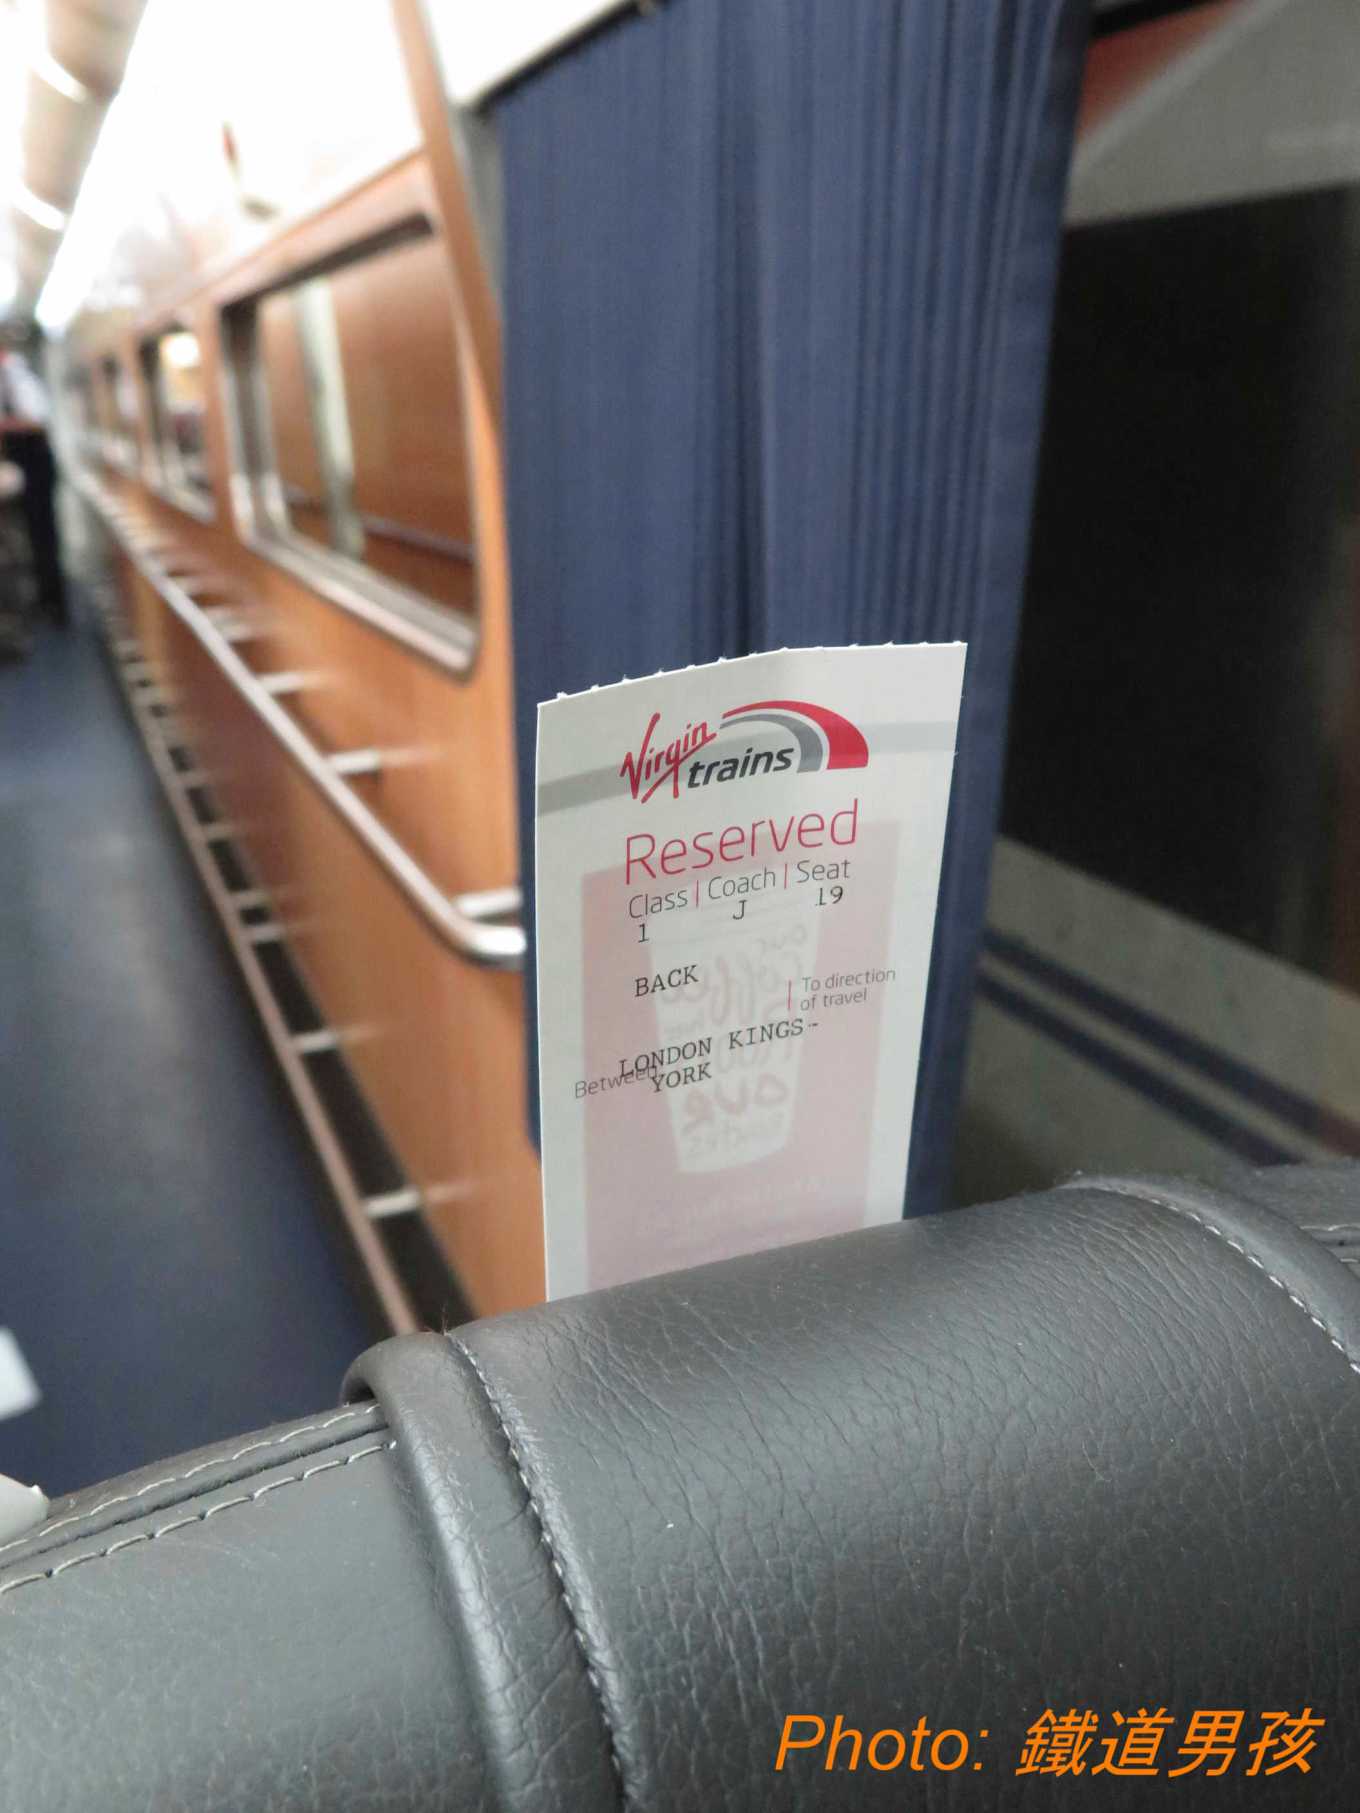 Virgin
trains
Reserved
Class | Coach | Seat
1 J 19
BACK
To direction
of travel
LONDON KINGS-
Between
YORK
Photo: 鐵道男孩